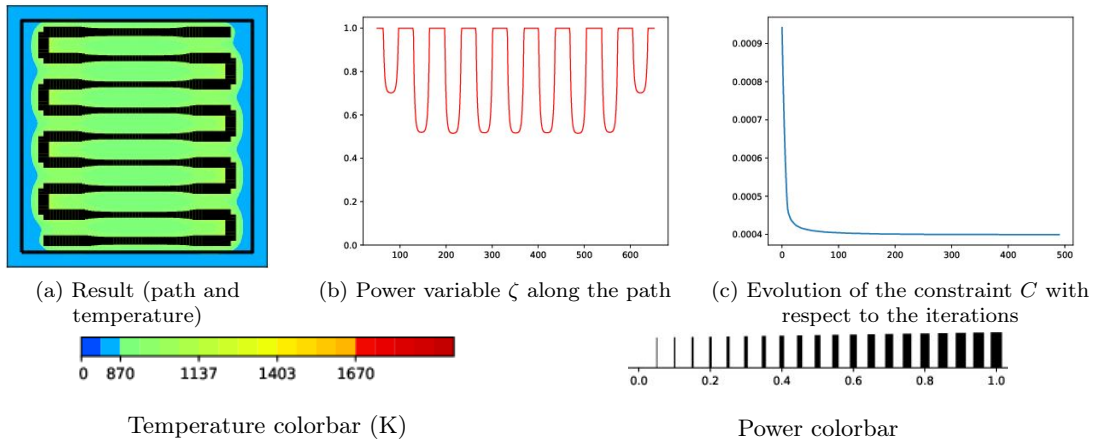 1.0
0.8
0.6
0.4
0.2
0.0
100 200 300 400 500 600
0.0009
0.0008
0.0007
0.0006
0.0005
0.0004
0 100 200 300 400 500
(a) Result (path and
temperature)
(b) Power variable ζ along the path
(c) Evolution of the constraint C with
respect to the iterations
0 870 1137 1403 1670
0.0 0.2 0.4 0.6 0.8 1.0
Temperature colorbar (K)
Power colorbar